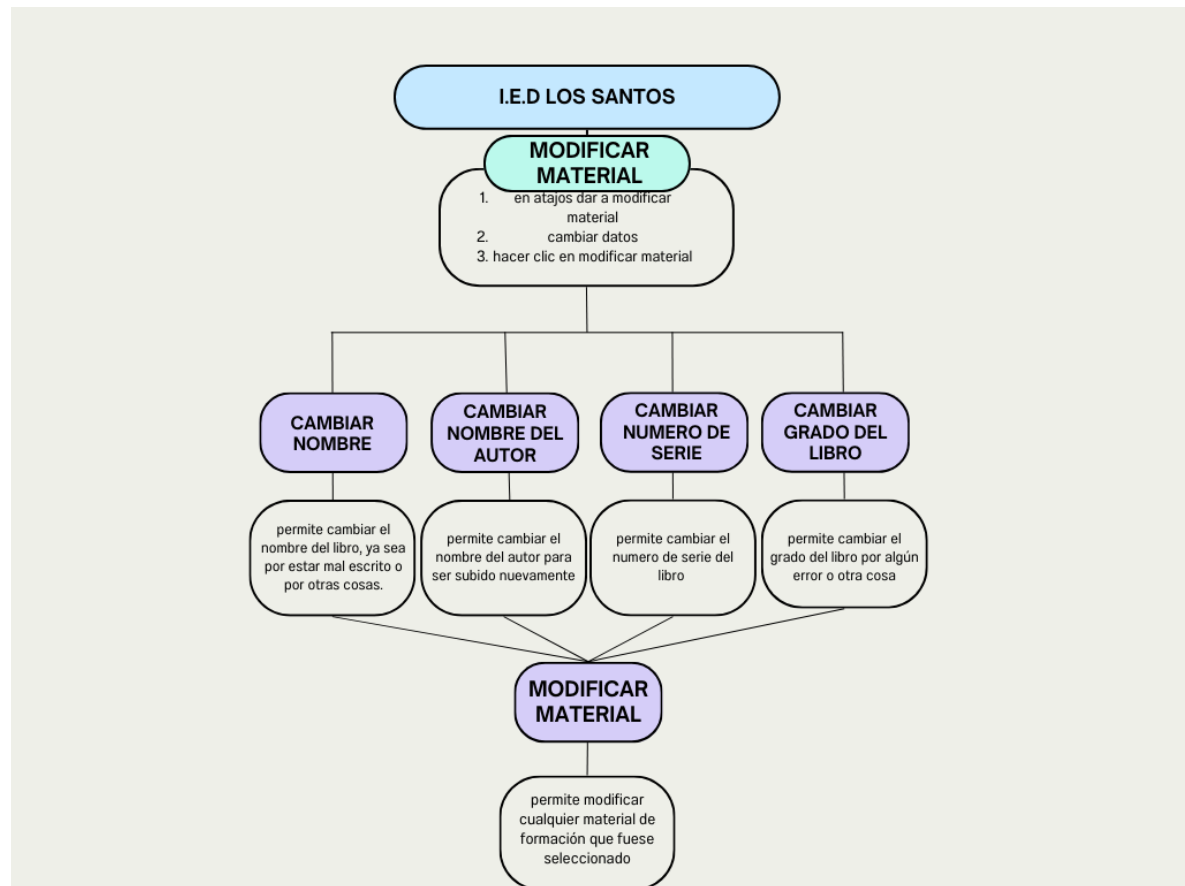 I.E.D LOS SANTOS
MODIFICAR
MATERIAL
1. en atajos dar a modificar
material
2. cambiar datos
3. hacer clic en modificar material
CAMBIAR
NOMBRE
CAMBIAR
NOMBRE DEL
AUTOR
CAMBIAR
NUMERO DE
SERIE
CAMBIAR
GRADO DEL
LIBRO
permite cambiar el
nombre del libro, ya sea
por estar mal escrito o
por otras cosas.
permite cambiar el
nombre del autor para
ser subido nuevamente
permite cambiar el
numero de serie del
libro
permite cambiar el
grado del libro por algún
error o otra cosa
MODIFICAR
MATERIAL
permite modificar
cualquier material de
formación que fuese
seleccionado